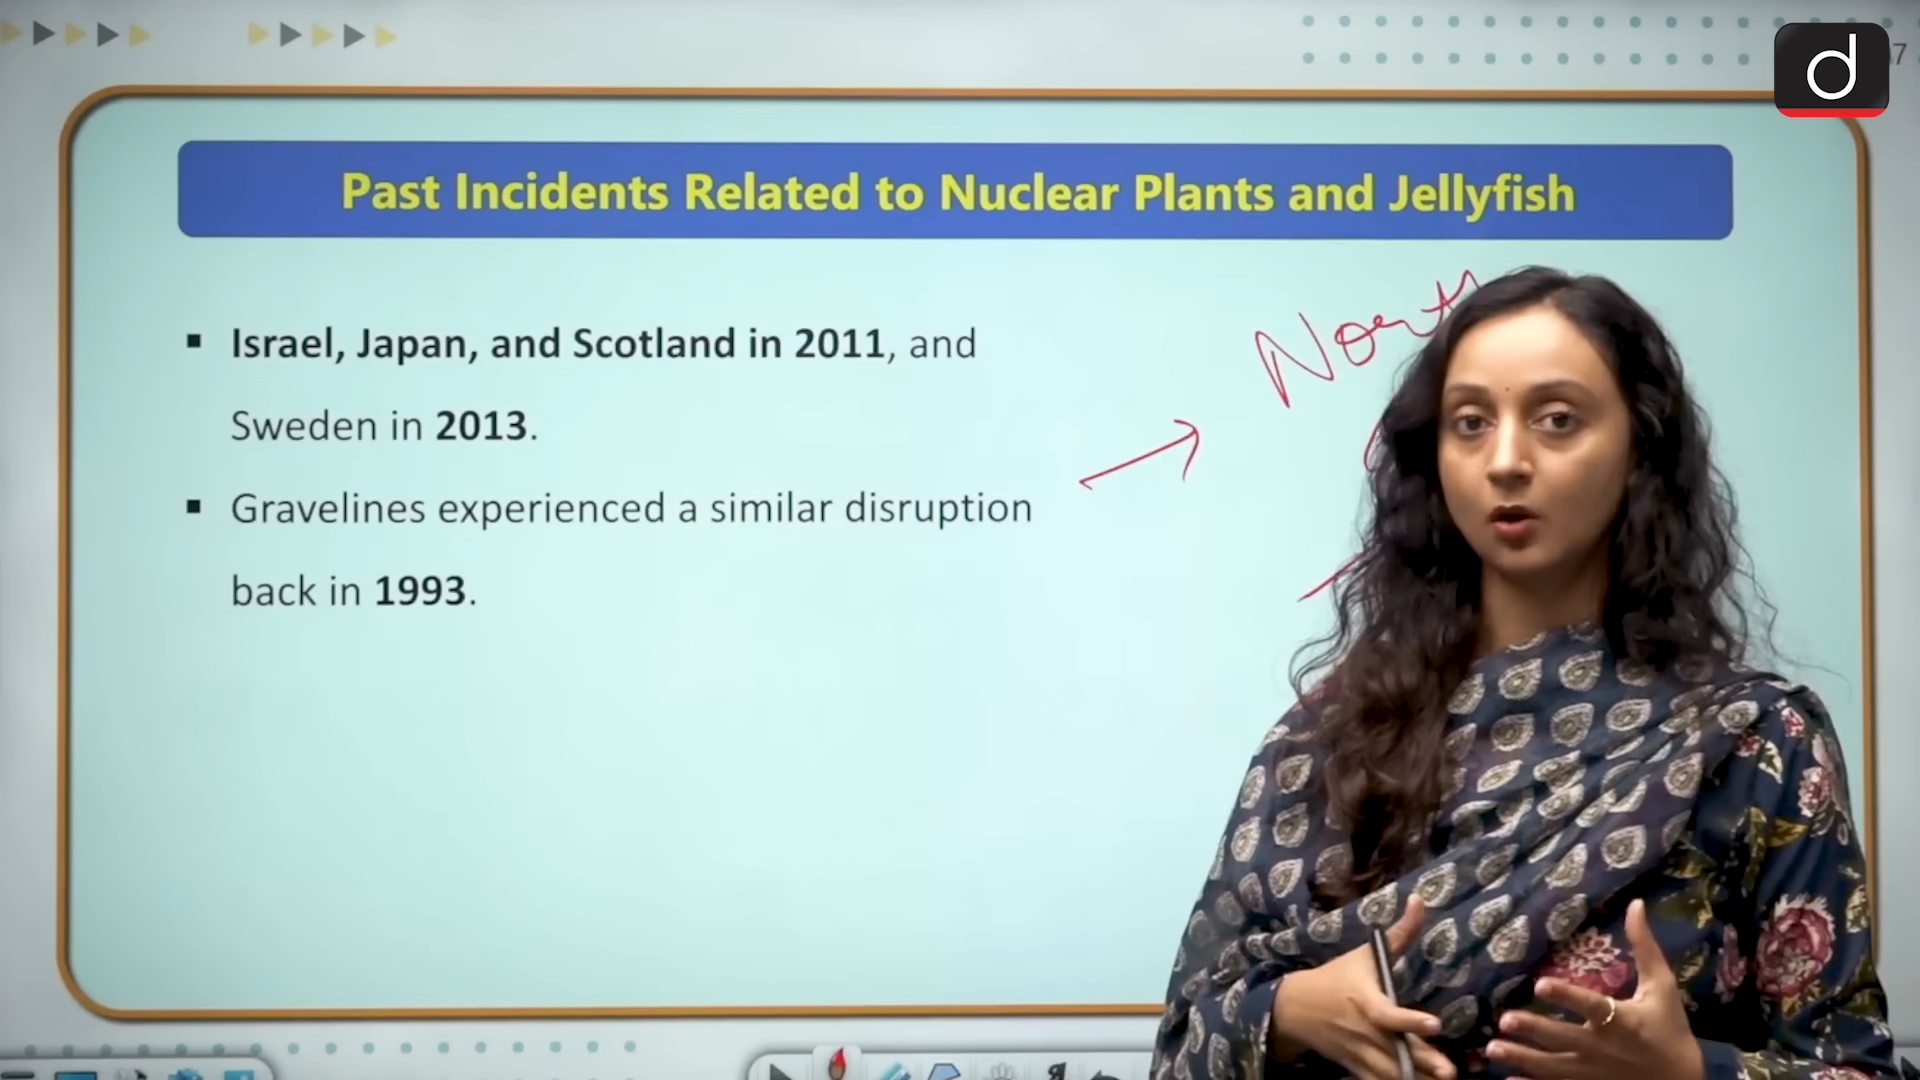 Past Incidents Related to Nuclear Plants and Jellyfish
▪ Israel, Japan, and Scotland in 2011, and
Sweden in 2013.
▪ Gravelines experienced a similar disruption
back in 1993.
d